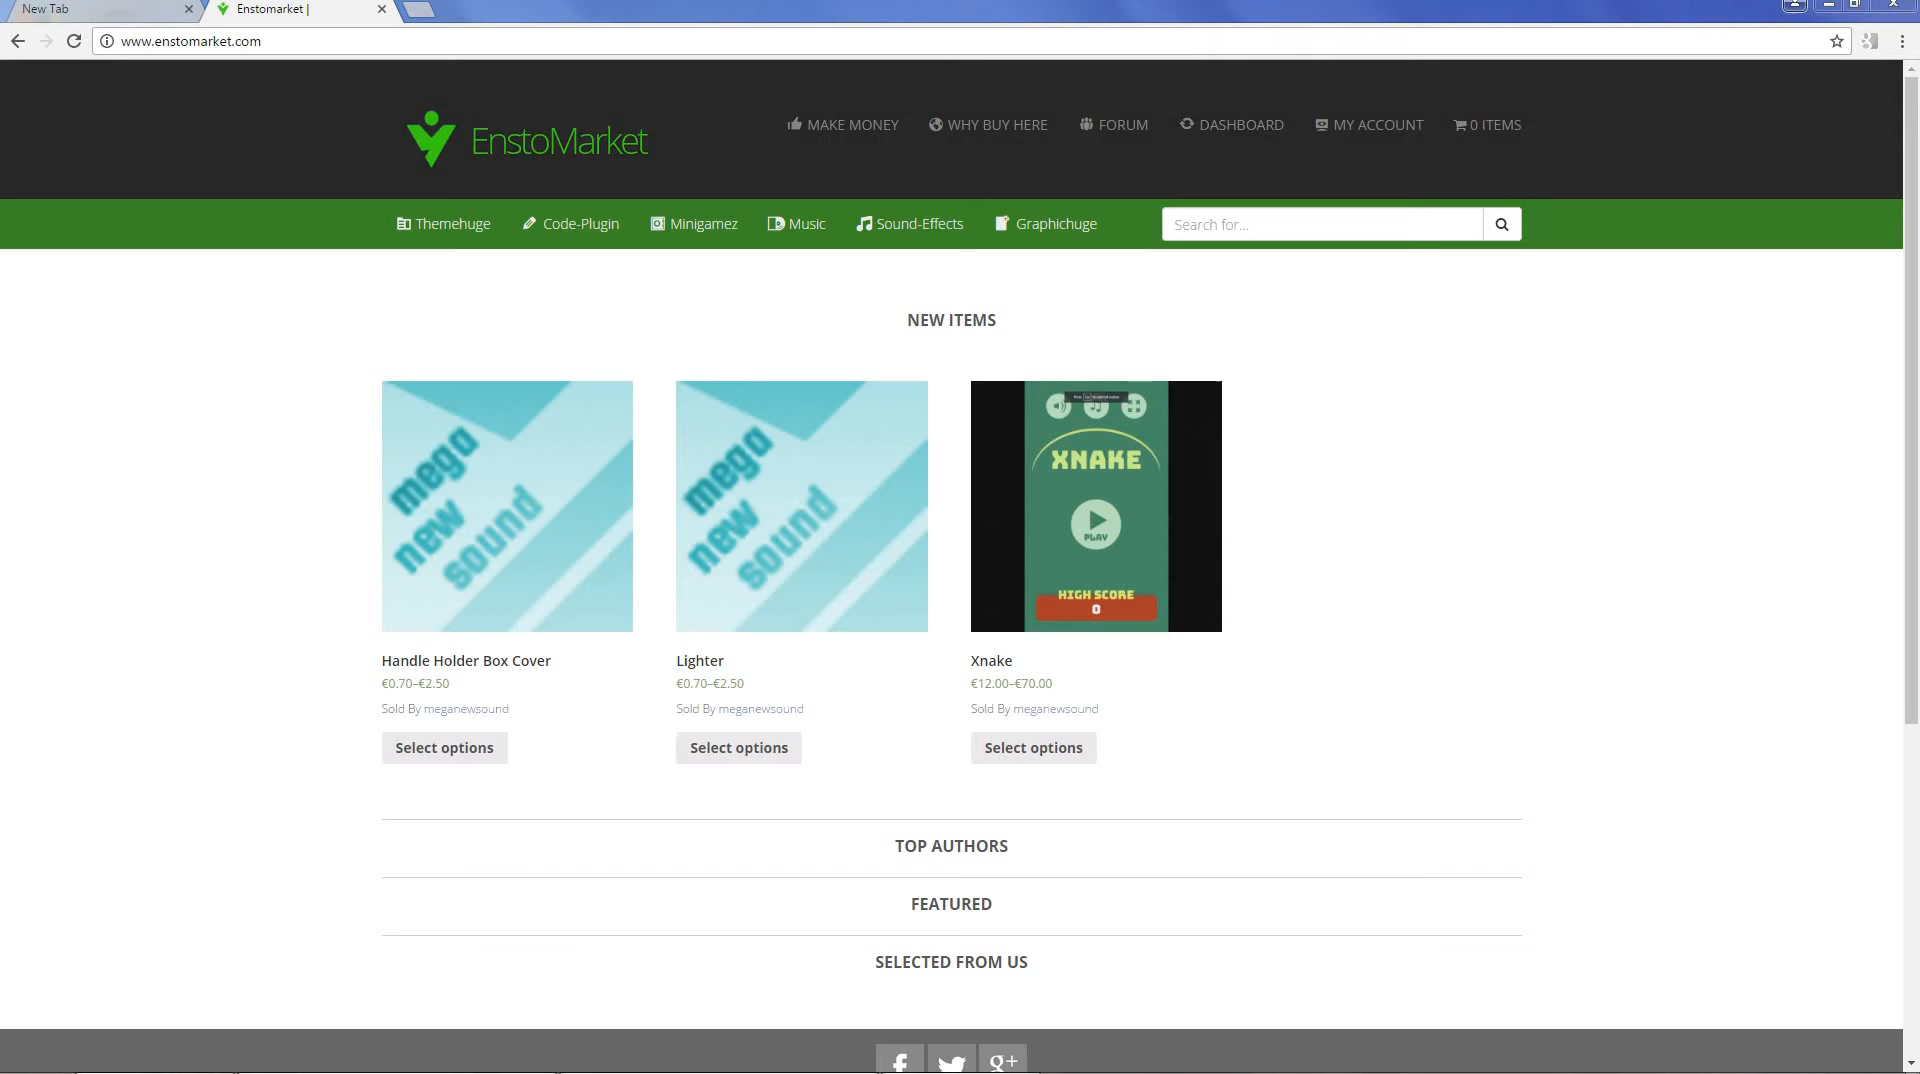 New Tab
Enstomarket |
www.enstomarket.com
EnstoMarket
MAKE MONEY
WHY BUY HERE
FORUM
DASHBOARD
MY ACCOUNT
0 ITEMS
Themehuge
Code-Plugin
Minigamez
Music
Sound-Effects
Graphichuge
Search for...
NEW ITEMS
mega
new
sound
mega
new
sound
XNAKE
PLAY
HIGH SCORE
0
Handle Holder Box Cover
€0.70–€2.50
Sold By meganewsound
Select options
Lighter
€0.70–€2.50
Sold By meganewsound
Select options
Xnake
€12.00–€70.00
Sold By meganewsound
Select options
TOP AUTHORS
FEATURED
SELECTED FROM US
f
g+